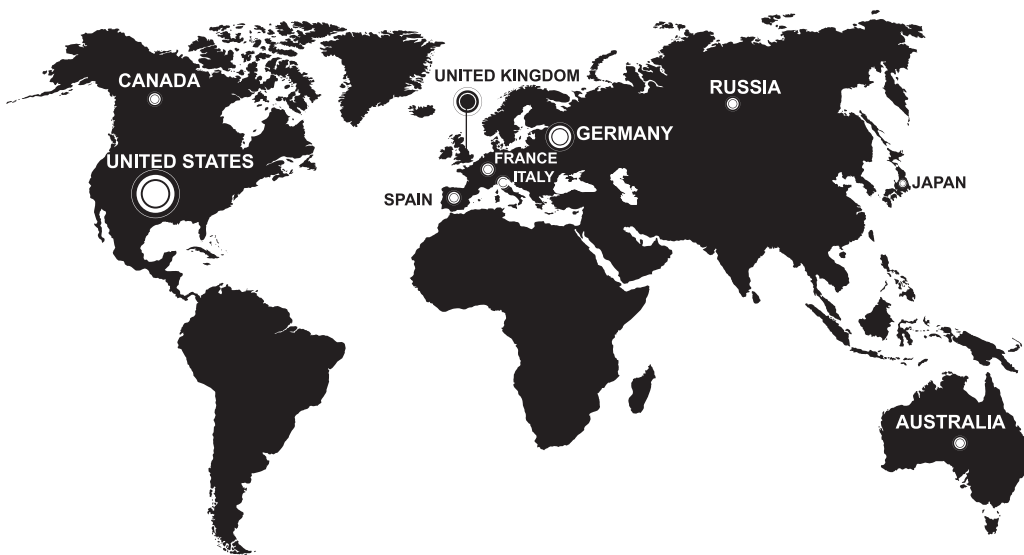 UNITED KINGDOM
CANADA
RUSSIA
GERMANY
UNITED STATES
FRANCE
ITALY
JAPAN
SPAIN
AUSTRALIA